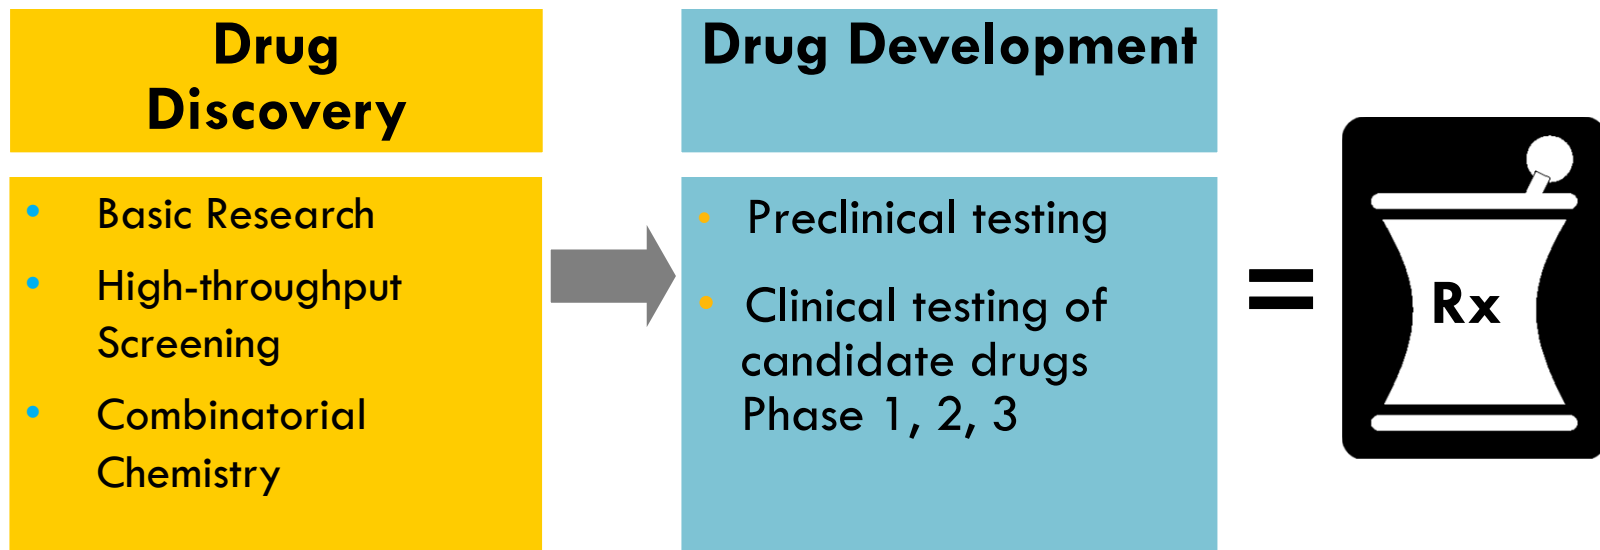 Drug
Discovery
• Basic Research
• High-throughput
Screening
• Combinatorial
Chemistry
Drug Development
• Preclinical testing
• Clinical testing of
candidate drugs
Phase 1, 2, 3
=
Rx